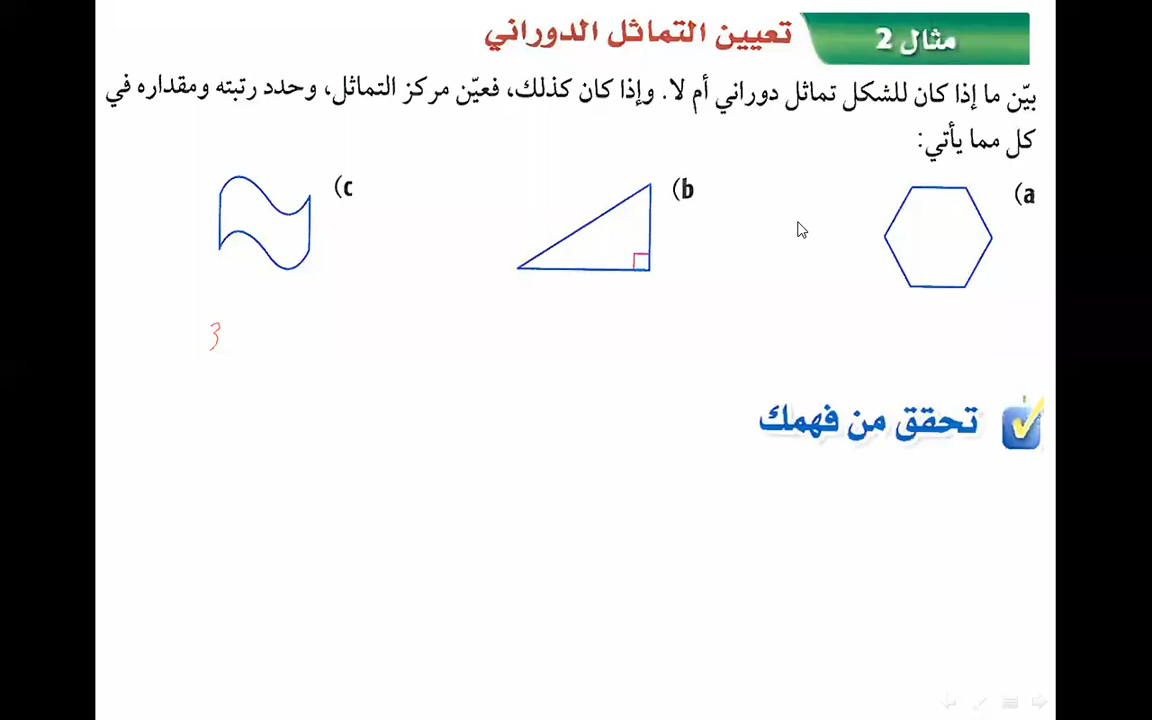 مثال 2 تعيين التماثل الدوراني
بيّن ما إذا كان للشكل تماثل دوراني أم لا. وإذا كان كذلك، فعيّن مركز التماثل، وحدد رتبته ومقداره في
كل مما يأتي:
(a (b (c
3
تحقق من فهمك